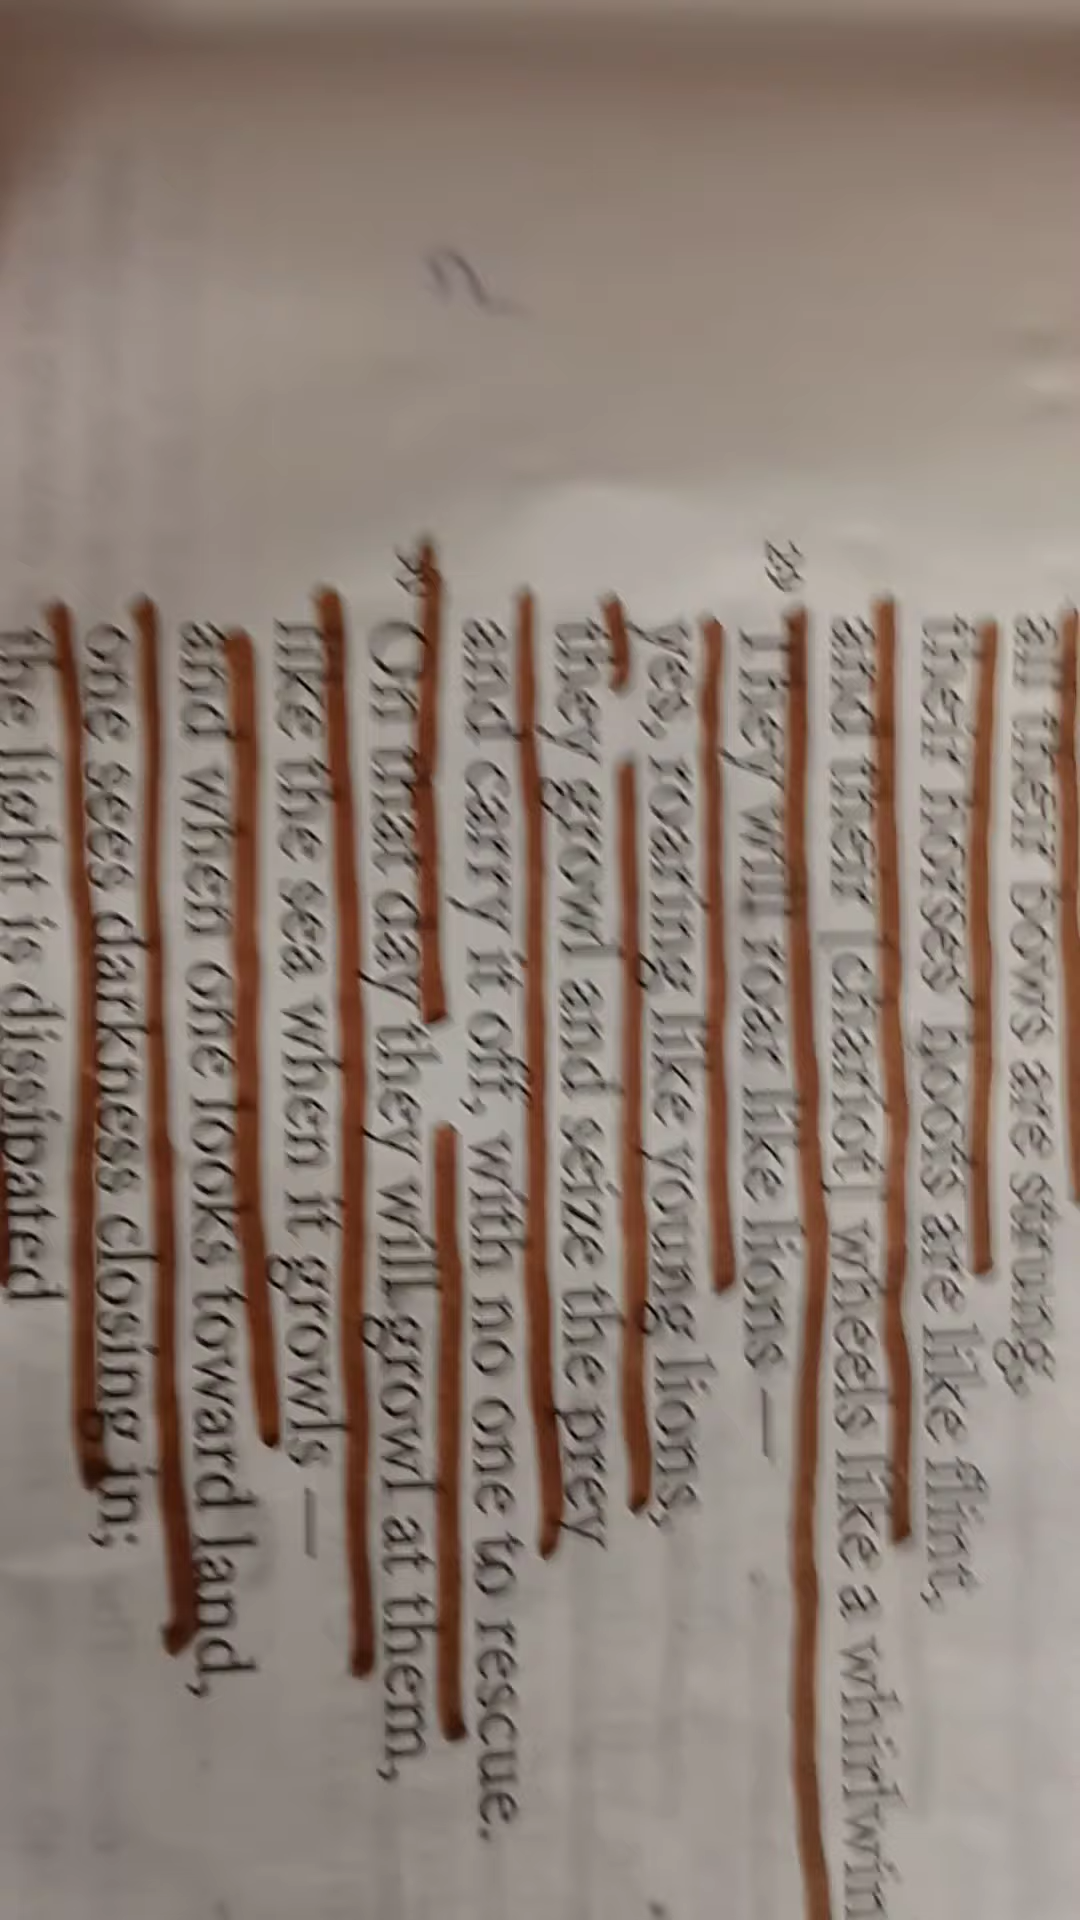 all their bows are strung,
their horses' hoofs are like flint,
and their [chariot] wheels like a whirlwin
29 They will roar like lions —
yes, roaring like young lions,
they growl and seize the prey
and carry it off, with no one to rescue.
30 On that day they will growl at them,
like the sea when it growls —
and when one looks toward land,
one sees darkness closing in;
the light is dissipated